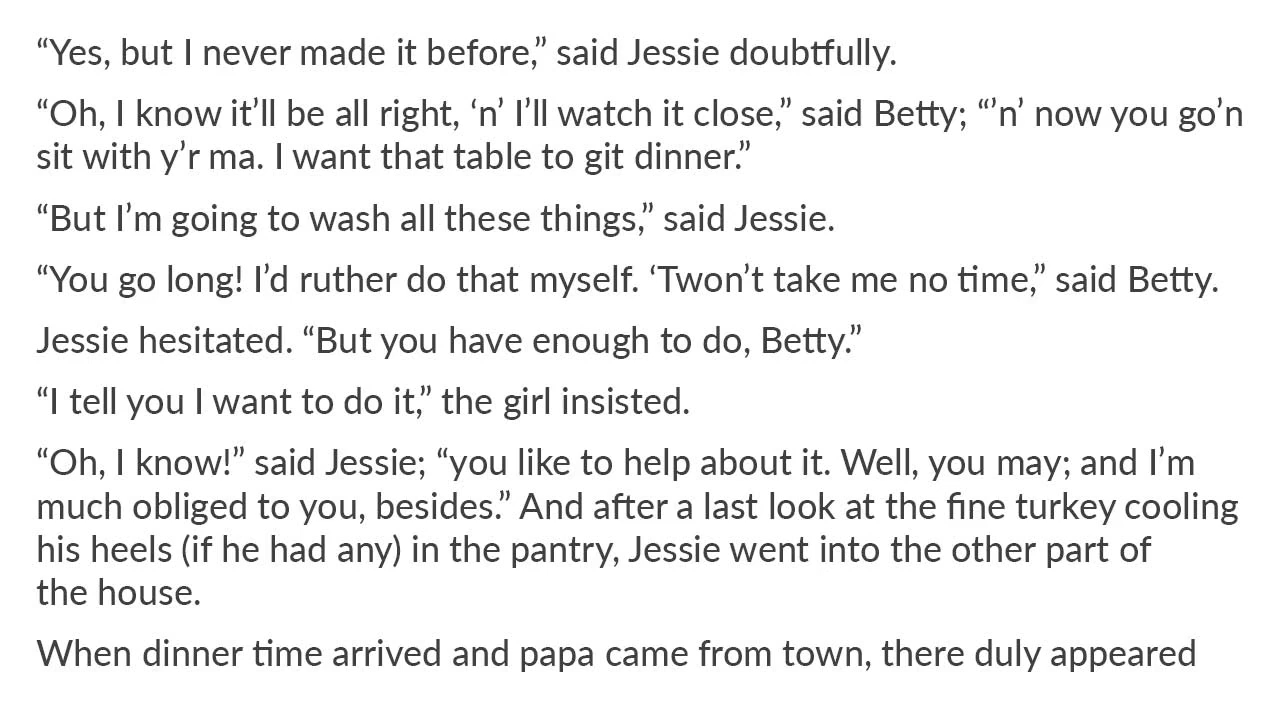 “Yes, but I never made it before,” said Jessie doubtfully.
“Oh, I know it’ll be all right, ‘n’ I’ll watch it close,” said Betty; “’n’ now you go’n
sit with y’r ma. I want that table to git dinner.”
“But I’m going to wash all these things,” said Jessie.
“You go long! I’d ruther do that myself. ‘Twon’t take me no time,” said Betty.
Jessie hesitated. “But you have enough to do, Betty.”
“I tell you I want to do it,” the girl insisted.
“Oh, I know!” said Jessie; “you like to help about it. Well, you may; and I’m
much obliged to you, besides.” And after a last look at the fine turkey cooling
his heels (if he had any) in the pantry, Jessie went into the other part of
the house.
When dinner time arrived and papa came from town, there duly appeared